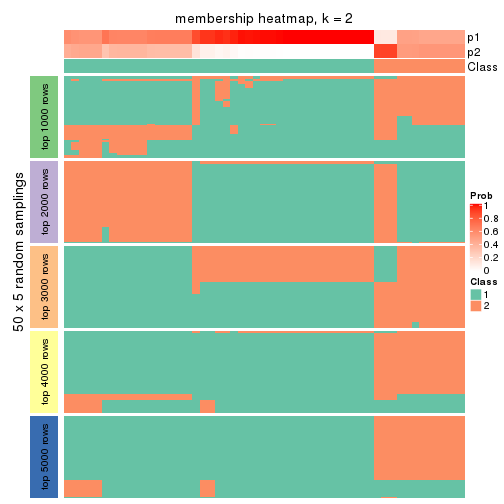 membership heatmap, k = 2
p1
p2
Class
50 x 5 random samplings
top 1000 rows
top 2000 rows
top 3000 rows
top 4000 rows
top 5000 rows
Prob
1
0.8
0.6
0.4
0.2
0
Class
1
2